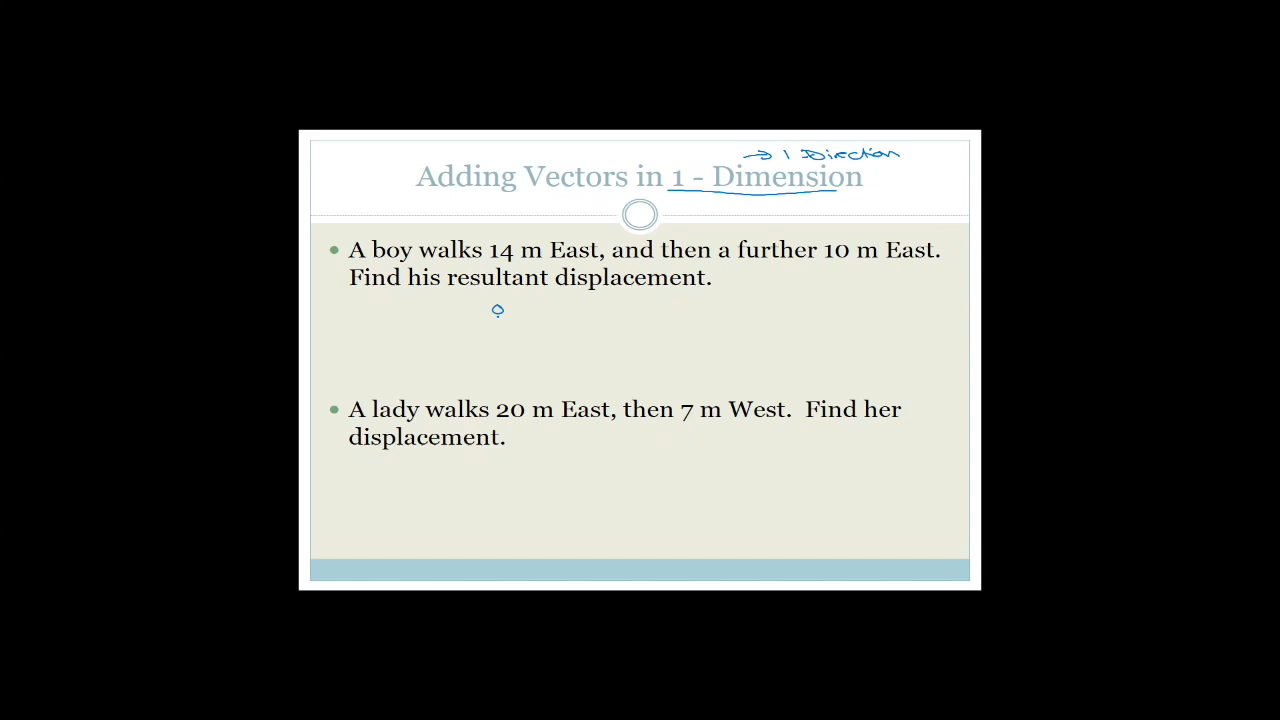 → 1 Direction
Adding Vectors in 1 - Dimension
• A boy walks 14 m East, and then a further 10 m East.
Find his resultant displacement.
• A lady walks 20 m East, then 7 m West.  Find her
displacement.